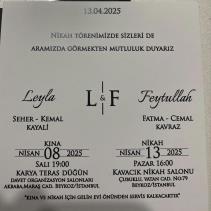 13.04.2025
NİKAH TÖRENİMİZDE SİZLERİ DE
ARAMIZDA GÖRMEKTEN MUTLULUK DUYARIZ
Leyla L & F Feytullah
SEHER - KEMAL
KAYALİ
FATMA - CEMAL
KAVRAZ
KINA
NİSAN 08 2025
SALI 19:00
KARYA TERAS DÜĞÜN
DAVET ORGANİZASYON SALONLARI
AKBABA,MARAŞ CAD. BEYKOZ/İSTANBUL
NİKAH
NİSAN 13 2025
PAZAR 16:00
KAVACIK NİKAH SALONU
ÇUBUKLU, VATAN CAD. NO:79
BEYKOZ/İSTANBUL
"KINA VE NİKAH İÇİN GELİN EVİ ÖNÜNDEN SERVİS KALKACAKTIR"